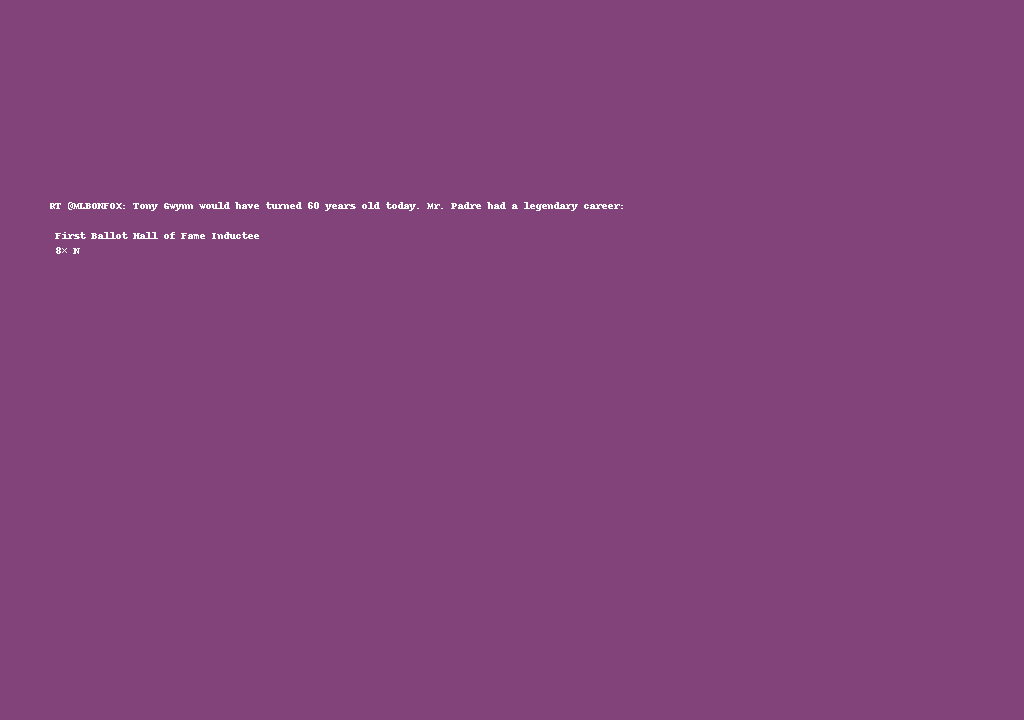 RT @MLBONFOX: Tony Gwynn would have turned 60 years old today. Mr. Padre had a legendary career:
First Ballot Hall of Fame Inductee
8× N